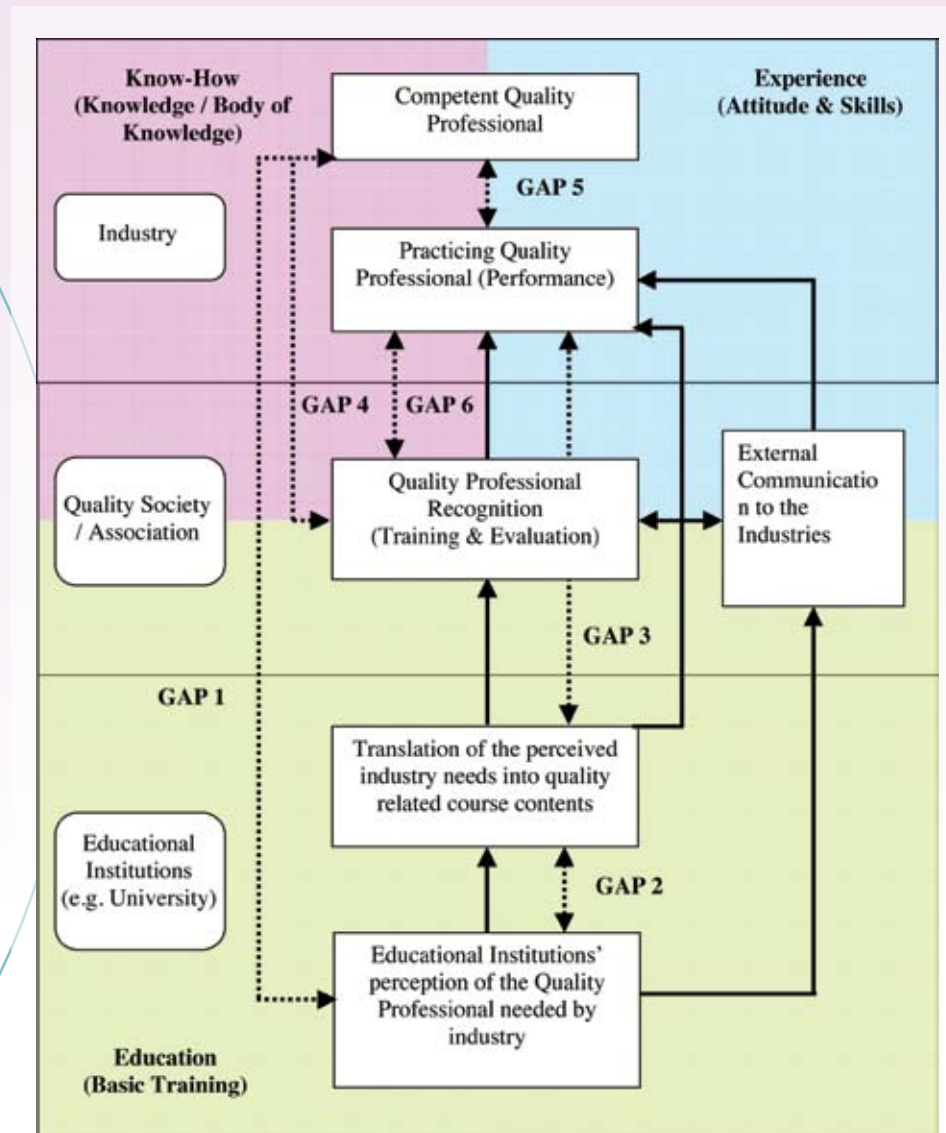 Know-How
(Knowledge / Body of
Knowledge)
Competent Quality
Professional
Experience
(Attitude & Skills)
GAP 5
Industry
Practicing Quality
Professional (Performance)
GAP 4
GAP 6
Quality Society
/ Association
Quality Professional
Recognition
(Training & Evaluation)
External
Communicatio
n to the
Industries
GAP 3
GAP 1
Translation of the perceived
industry needs into quality
related course contents
Educational
Institutions
(e.g. University)
GAP 2
Educational Institutions'
perception of the Quality
Professional needed by
industry
Education
(Basic Training)